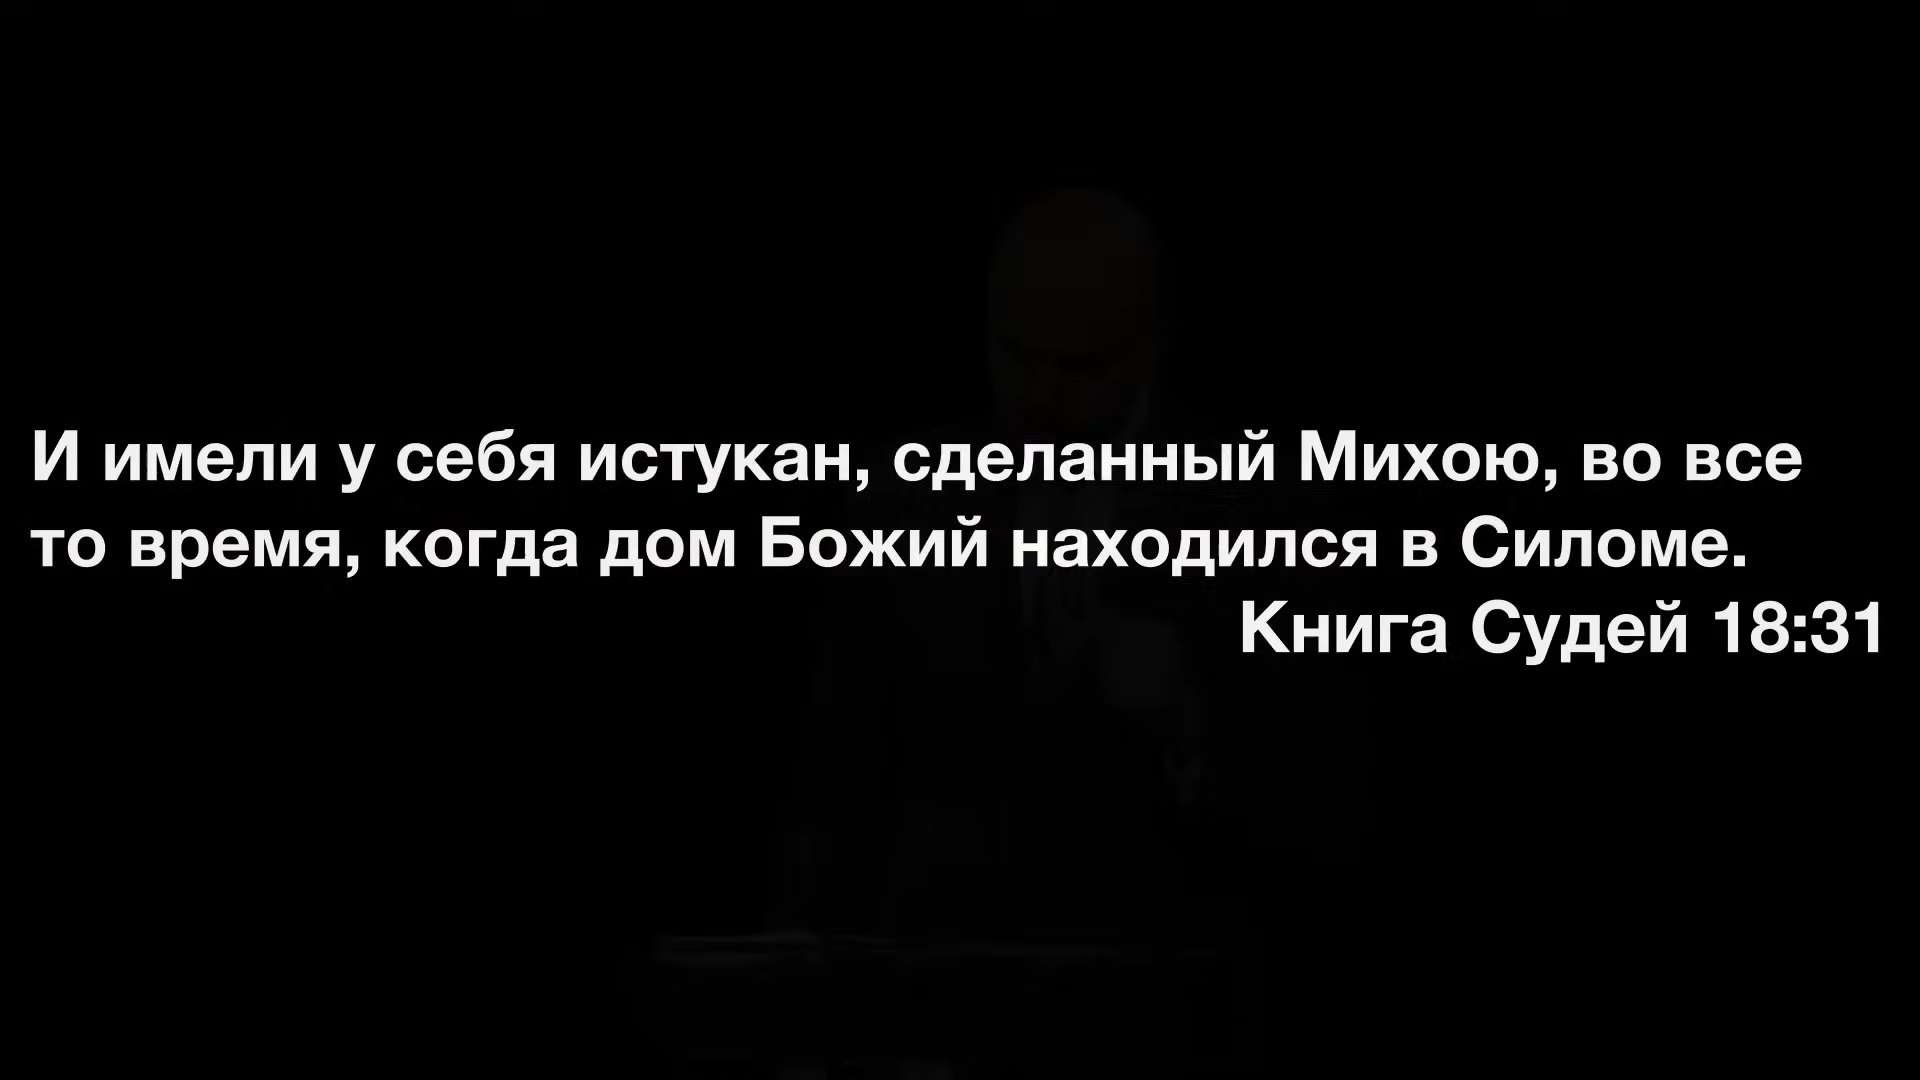 И имели у себя истукан, сделанный Михою, во все
то время, когда дом Божий находился в Силоме.
Книга Судей 18:31